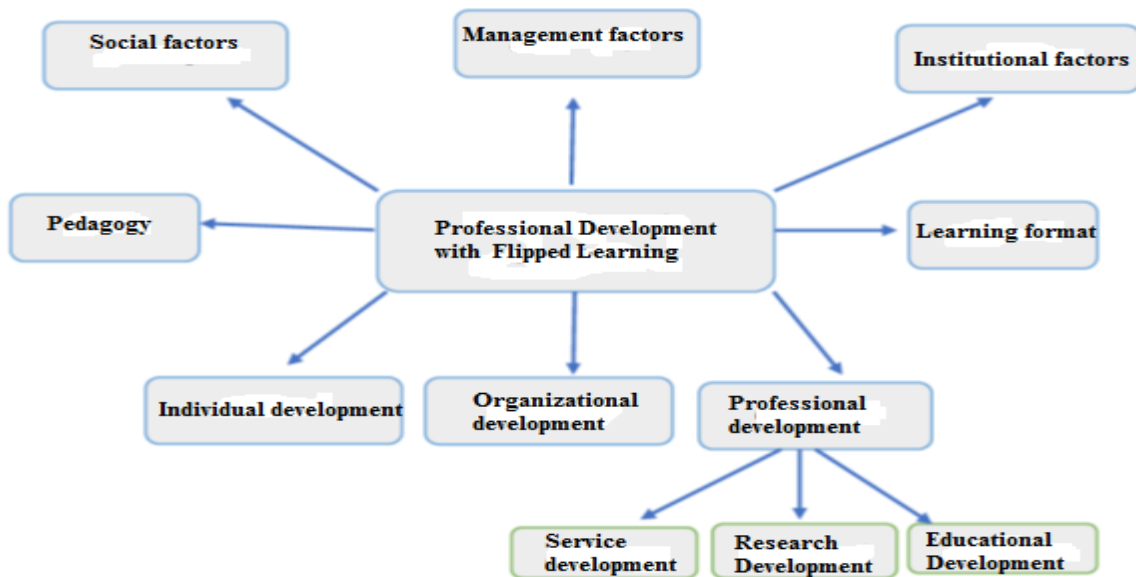 Social factors
Management factors
Institutional factors
Pedagogy
Professional Development
with Flipped Learning
Learning format
Individual development
Organizational
development
Professional
development
Service
development
Research
Development
Educational
Development